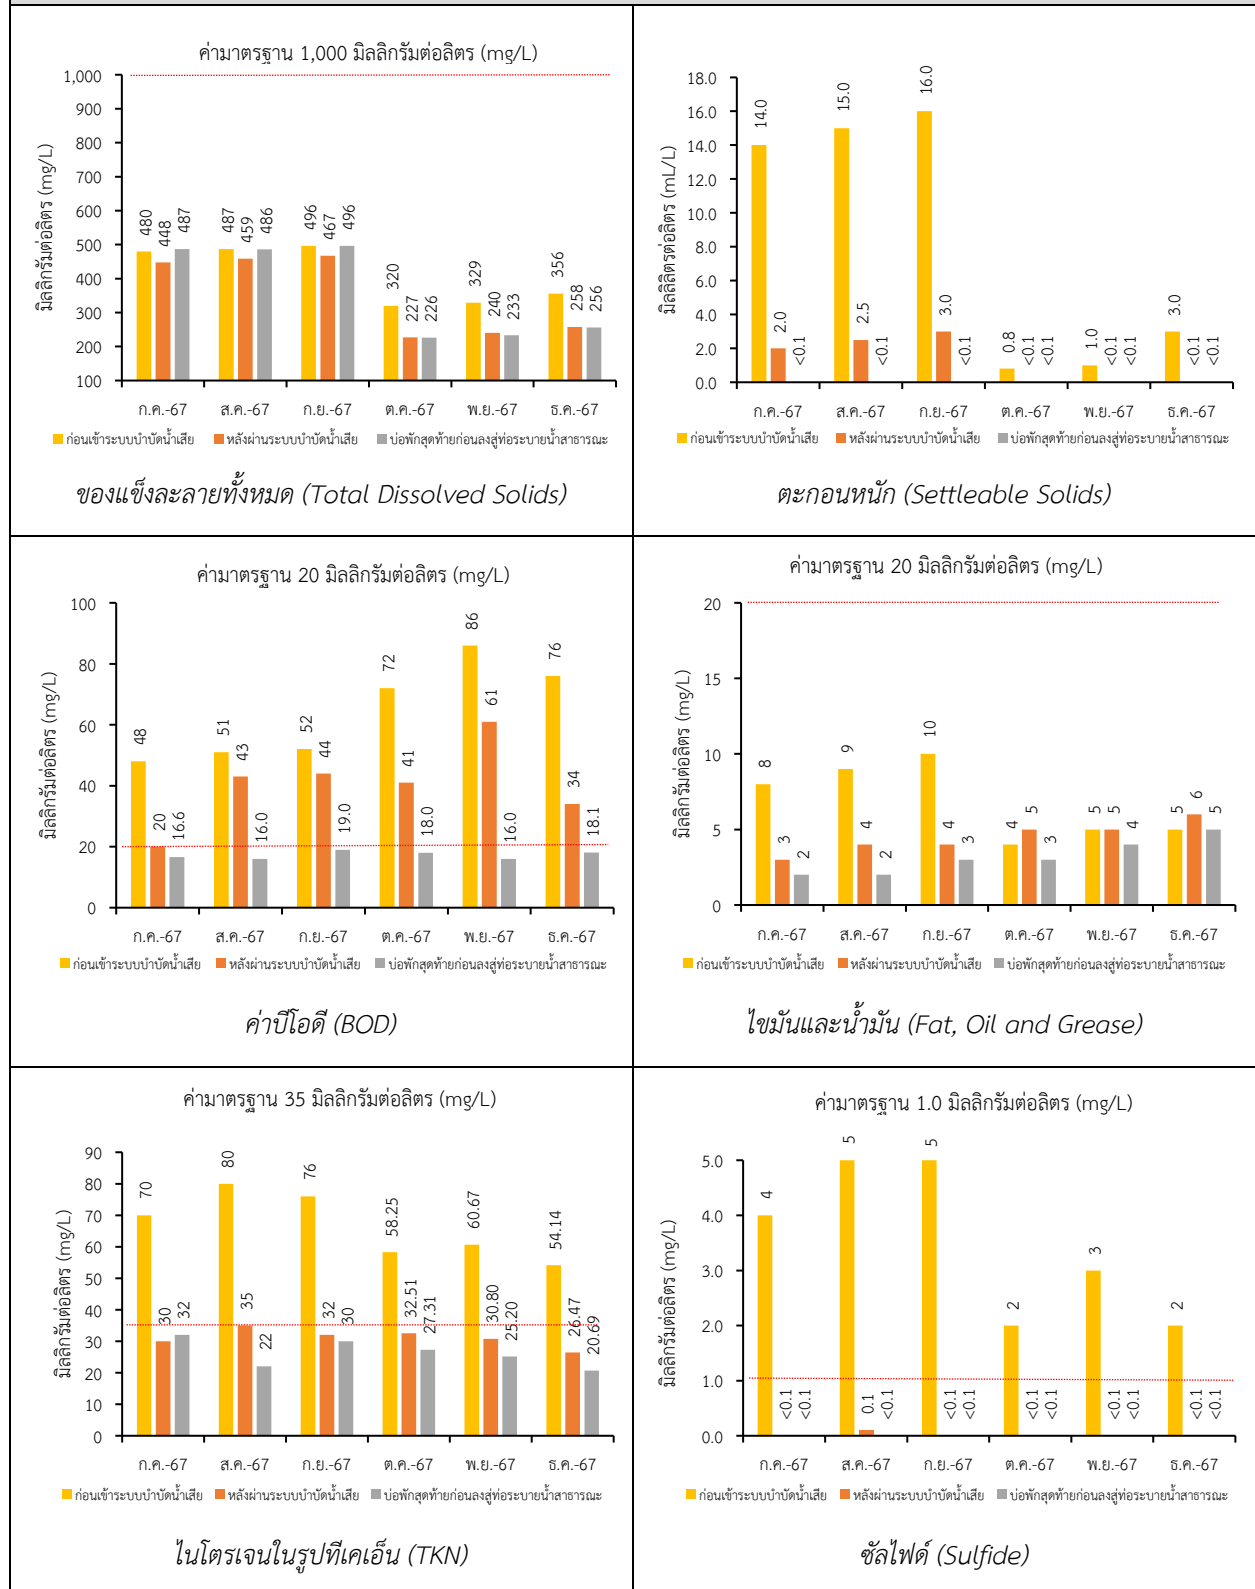 ค่ามาตรฐาน 1,000 มิลลิกรัมต่อลิตร (mg/L)
มิลลิกรัมต่อลิตร (mg/L)
1,000
900
800
700
600
500
400
300
200
100
480 448 487
487 459 486
496 467 496
320 227 226
329 240 233
356 258 256
ก.ค.-67 ส.ค.-67 ก.ย.-67 ต.ค.-67 พ.ย.-67 ธ.ค.-67
ก่อนเข้าระบบบำบัดน้ำเสีย หลังผ่านระบบบำบัดน้ำเสีย บ่อพักสุดท้ายก่อนลงสู่ท่อระบายน้ำสาธารณะ
ของแข็งละลายทั้งหมด (Total Dissolved Solids)
มิลลิลิตรต่อลิตร (mL/L)
18.0
16.0
14.0
12.0
10.0
8.0
6.0
4.0
2.0
0.0
14.0 2.0 <0.1
15.0 2.5 <0.1
16.0 3.0 <0.1
0.8 <0.1 <0.1
1.0 <0.1 <0.1
3.0 <0.1 <0.1
ก.ค.-67 ส.ค.-67 ก.ย.-67 ต.ค.-67 พ.ย.-67 ธ.ค.-67
ก่อนเข้าระบบบำบัดน้ำเสีย หลังผ่านระบบบำบัดน้ำเสีย บ่อพักสุดท้ายก่อนลงสู่ท่อระบายน้ำสาธารณะ
ตะกอนหนัก (Settleable Solids)
ค่ามาตรฐาน 20 มิลลิกรัมต่อลิตร (mg/L)
มิลลิกรัมต่อลิตร (mg/L)
100
80
60
40
20
0
48 20 16.6
51 43 16.0
52 44 19.0
72 41 18.0
86 61 16.0
76 34 18.1
ก.ค.-67 ส.ค.-67 ก.ย.-67 ต.ค.-67 พ.ย.-67 ธ.ค.-67
ก่อนเข้าระบบบำบัดน้ำเสีย หลังผ่านระบบบำบัดน้ำเสีย บ่อพักสุดท้ายก่อนลงสู่ท่อระบายน้ำสาธารณะ
ค่าบีโอดี (BOD)
ค่ามาตรฐาน 20 มิลลิกรัมต่อลิตร (mg/L)
มิลลิกรัมต่อลิตร (mg/L)
20
15
10
5
0
8 3 2
9 4 2
10 4 3
4 5 3
5 5 4
5 6 5
ก.ค.-67 ส.ค.-67 ก.ย.-67 ต.ค.-67 พ.ย.-67 ธ.ค.-67
ก่อนเข้าระบบบำบัดน้ำเสีย หลังผ่านระบบบำบัดน้ำเสีย บ่อพักสุดท้ายก่อนลงสู่ท่อระบายน้ำสาธารณะ
ไขมันและน้ำมัน (Fat, Oil and Grease)
ค่ามาตรฐาน 35 มิลลิกรัมต่อลิตร (mg/L)
มิลลิกรัมต่อลิตร (mg/L)
90
80
70
60
50
40
30
20
10
0
70 30 32
80 35 22
76 32 30
58.25 32.51 27.31
60.67 30.80 25.20
54.14 26.47 20.69
ก.ค.-67 ส.ค.-67 ก.ย.-67 ต.ค.-67 พ.ย.-67 ธ.ค.-67
ก่อนเข้าระบบบำบัดน้ำเสีย หลังผ่านระบบบำบัดน้ำเสีย บ่อพักสุดท้ายก่อนลงสู่ท่อระบายน้ำสาธารณะ
ไนโตรเจนในรูปทีเคเอ็น (TKN)
ค่ามาตรฐาน 1.0 มิลลิกรัมต่อลิตร (mg/L)
มิลลิกรัมต่อลิตร (mg/L)
5.0
4.0
3.0
2.0
1.0
0.0
4 <0.1 <0.1
5 0.1 <0.1
5 <0.1 <0.1
2 <0.1 <0.1
3 <0.1 <0.1
2 <0.1 <0.1
ก.ค.-67 ส.ค.-67 ก.ย.-67 ต.ค.-67 พ.ย.-67 ธ.ค.-67
ก่อนเข้าระบบบำบัดน้ำเสีย หลังผ่านระบบบำบัดน้ำเสีย บ่อพักสุดท้ายก่อนลงสู่ท่อระบายน้ำสาธารณะ
ซัลไฟด์ (Sulfide)